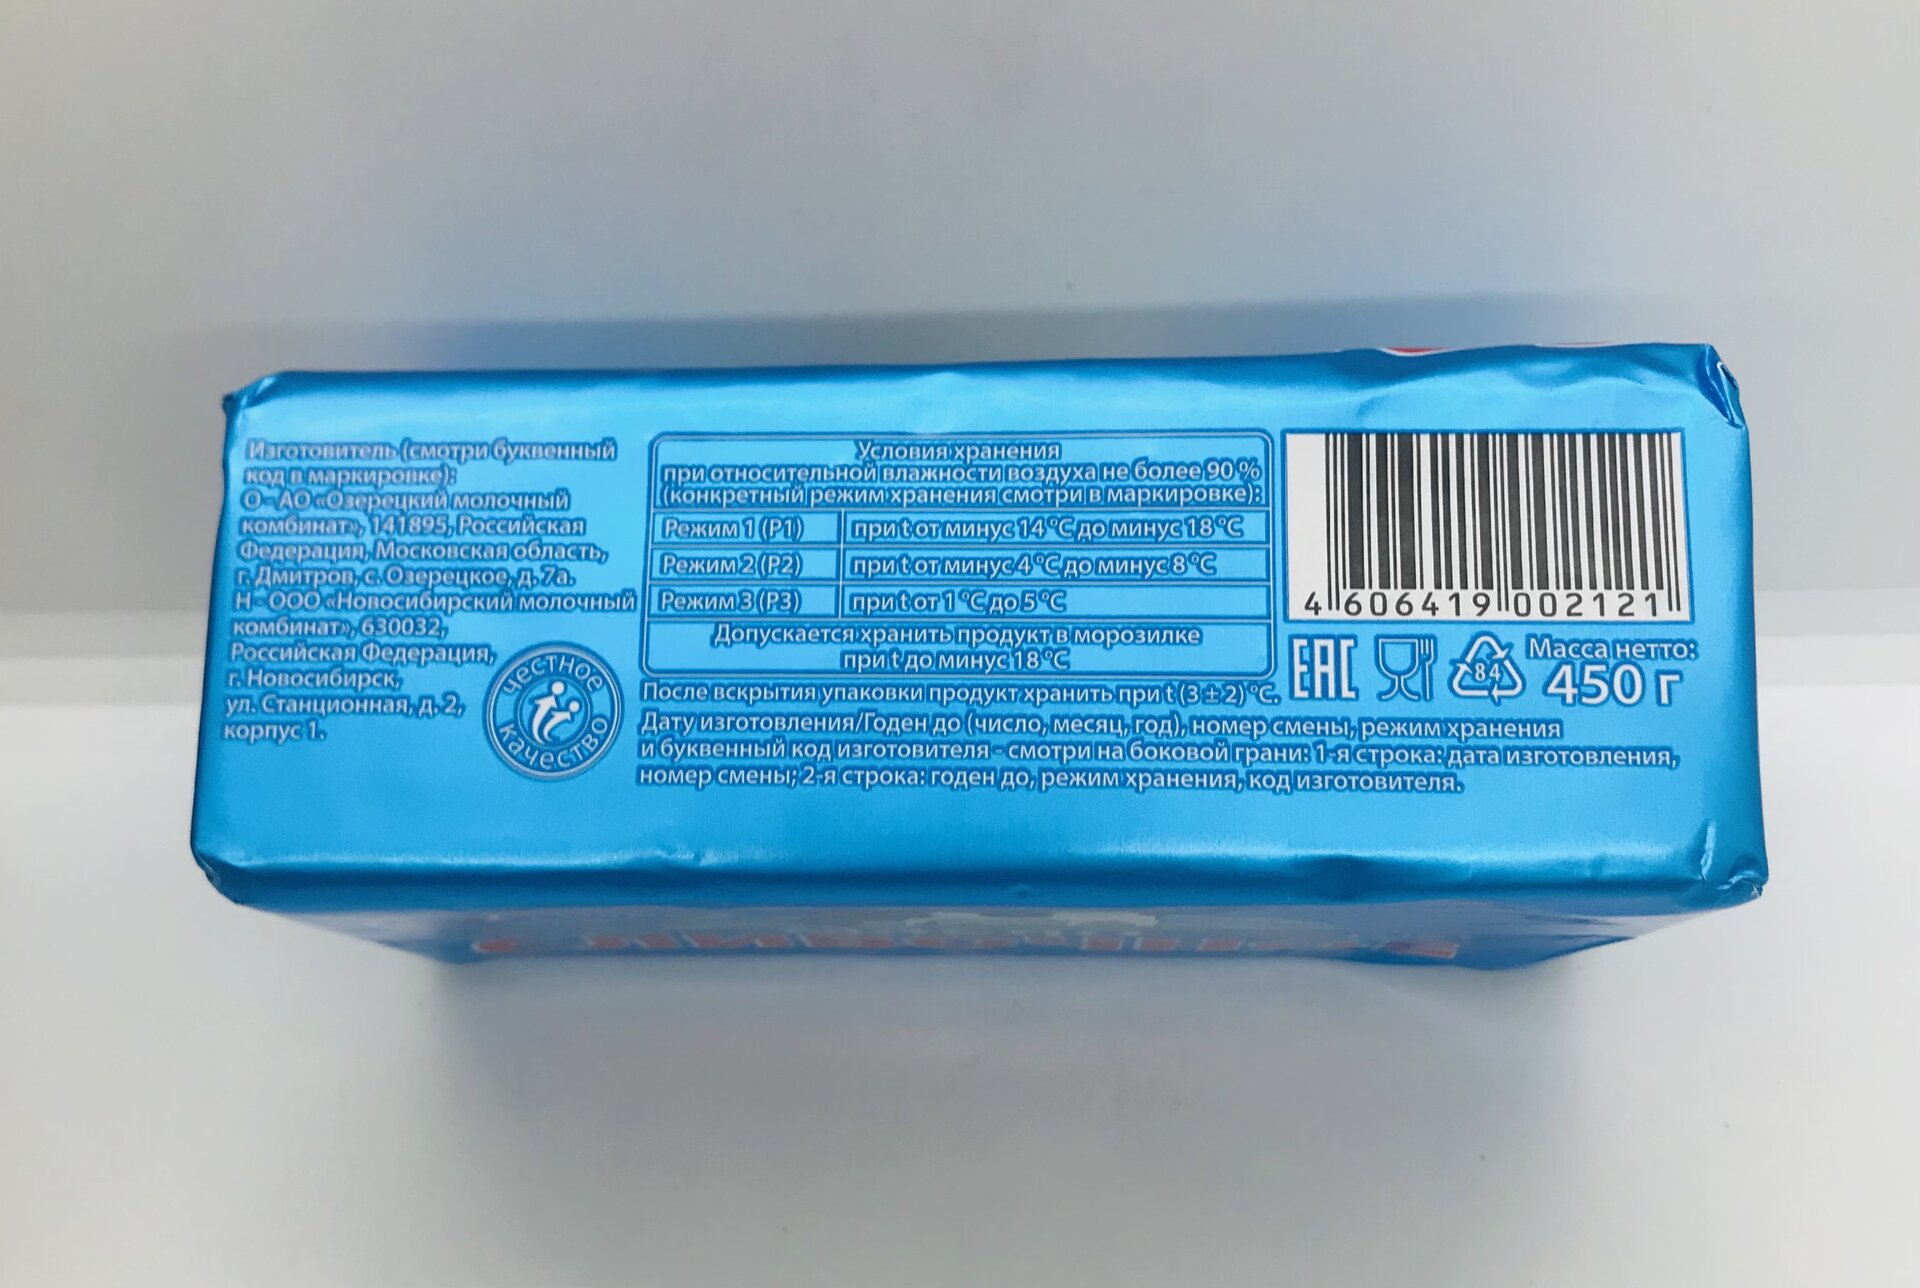 Изготовитель (смотри буквенный
код в маркировке):
О - АО «Озерецкий молочный
комбинат», 141895, Российская
Федерация, Московская область,
г. Дмитров, с. Озерецкое, д. 7а.
Н - ООО «Новосибирский молочный
комбинат», 630032,
Российская Федерация,
г. Новосибирск,
ул. Станционная, д. 2,
корпус 1.
ЧЕСТНОЕ
КАЧЕСТВО
Условия хранения
при относительной влажности воздуха не более 90 %
(конкретный режим хранения смотри в маркировке):
Режим 1 (Р1) при t от минус 14 °С до минус 18 °С
Режим 2 (Р2) при t от минус 4 °С до минус 8 °С
Режим 3 (Р3) при t от 1 °С до 5 °С
Допускается хранить продукт в морозилке
при t до минус 18 °С
После вскрытия упаковки продукт хранить при t (3 ± 2) °С.
Дату изготовления/Годен до (число, месяц, год), номер смены, режим хранения
и буквенный код изготовителя - смотри на боковой грани: 1-я строка: дата изготовления,
номер смены; 2-я строка: годен до, режим хранения, код изготовителя.
4 606419 002121
EAC
84
Масса нетто:
450 г